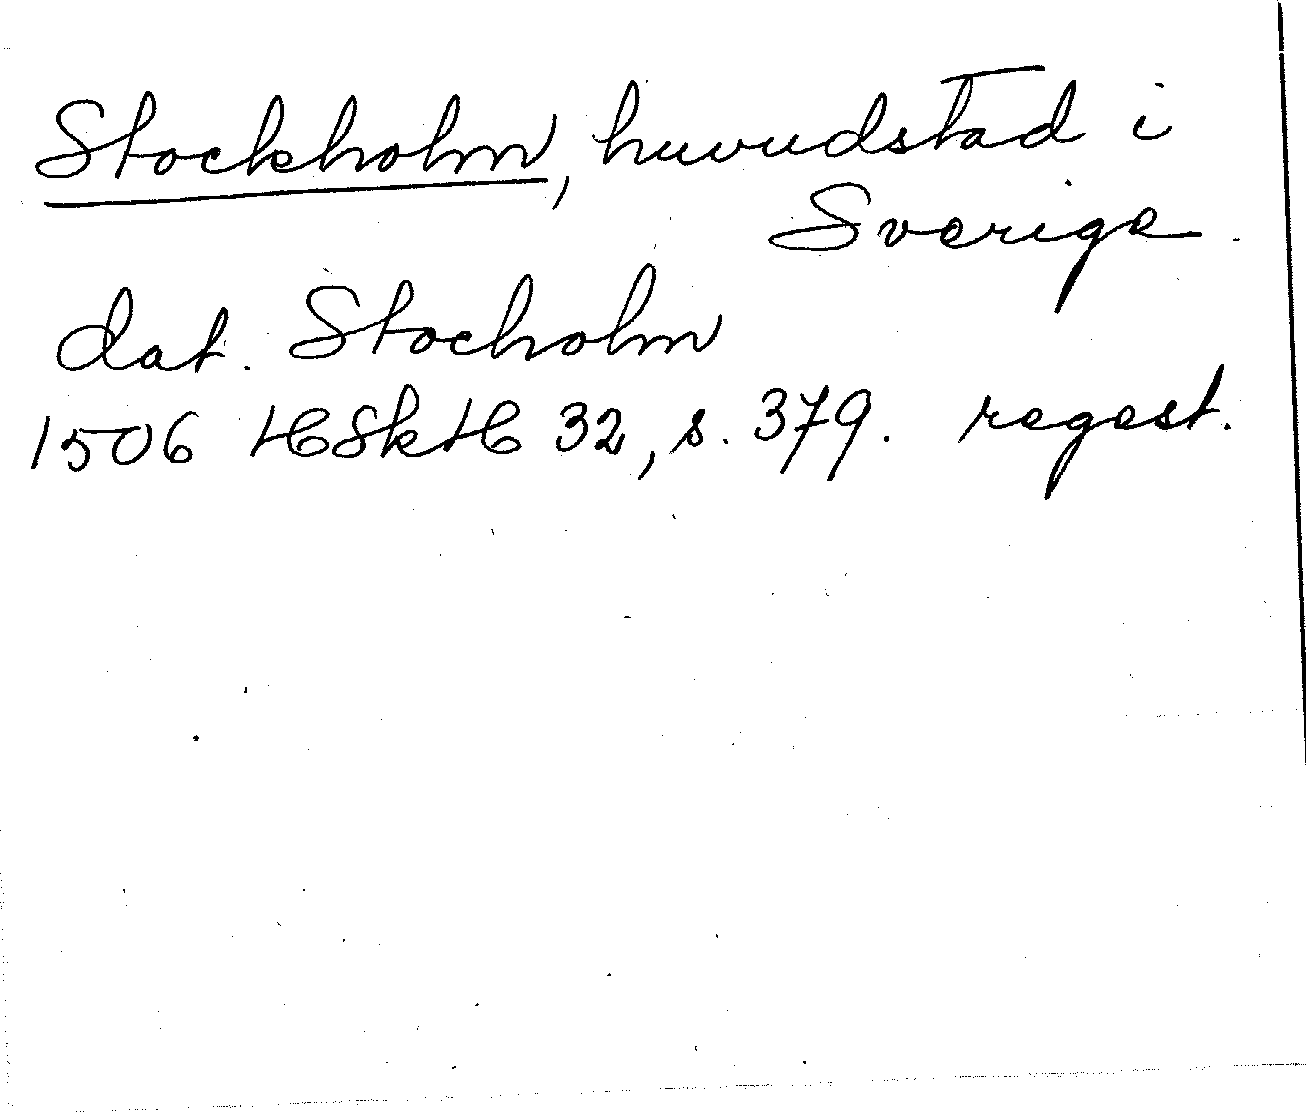 Stockholm, huvudstad i
Sverige.
dat. Stocholm
1506 HSkH 32, s. 379. regest.